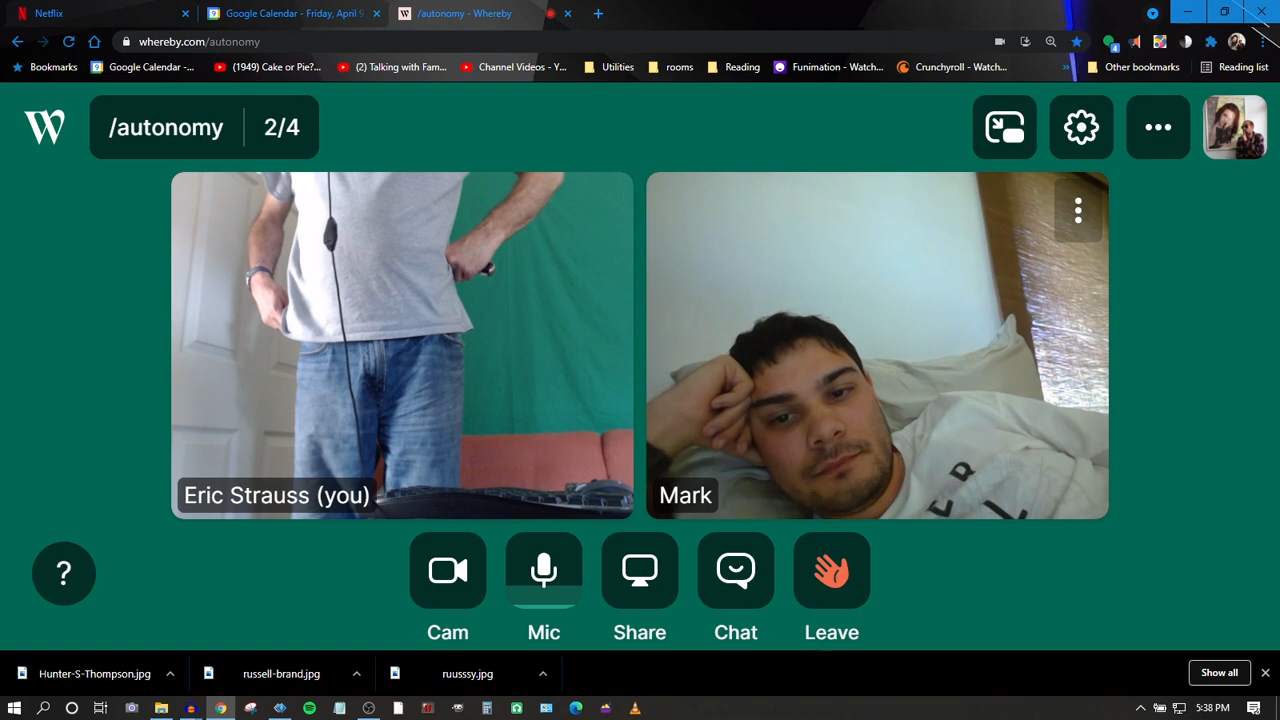 Netflix
Google Calendar - Friday, April 9
/autonomy - Whereby
whereby.com/autonomy
4
Bookmarks
Google Calendar -...
(1949) Cake or Pie?...
(2) Talking with Fam...
Channel Videos - Y...
Utilities
rooms
Reading
Funimation - Watch...
Crunchyroll - Watch...
»
Other bookmarks
Reading list
/autonomy
2/4
Eric Strauss (you)
Mark
?
Cam
Mic
Share
Chat
Leave
Hunter-S-Thompson.jpg
russell-brand.jpg
ruusssy.jpg
Show all
5:38 PM